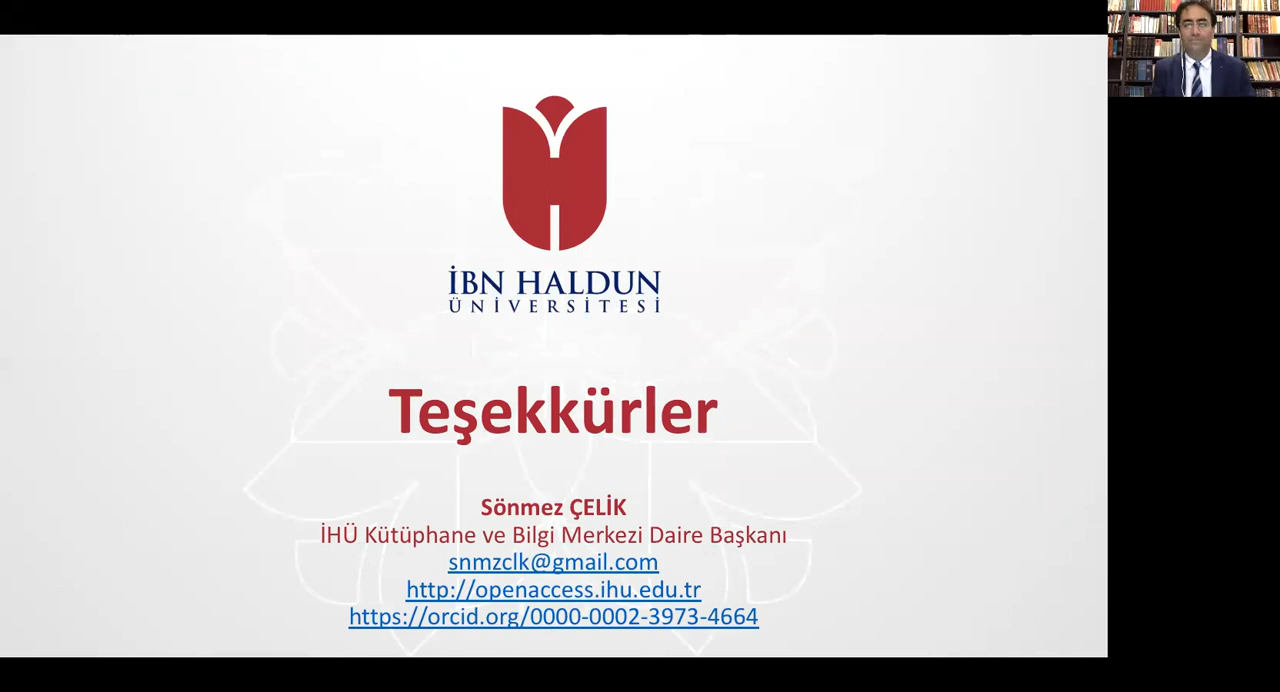 İBN HALDUN
ÜNİVERSİTESİ
Teşekkürler
Sönmez ÇELİK
İHÜ Kütüphane ve Bilgi Merkezi Daire Başkanı
snmzclk@gmail.com
http://openaccess.ihu.edu.tr
https://orcid.org/0000-0002-3973-4664